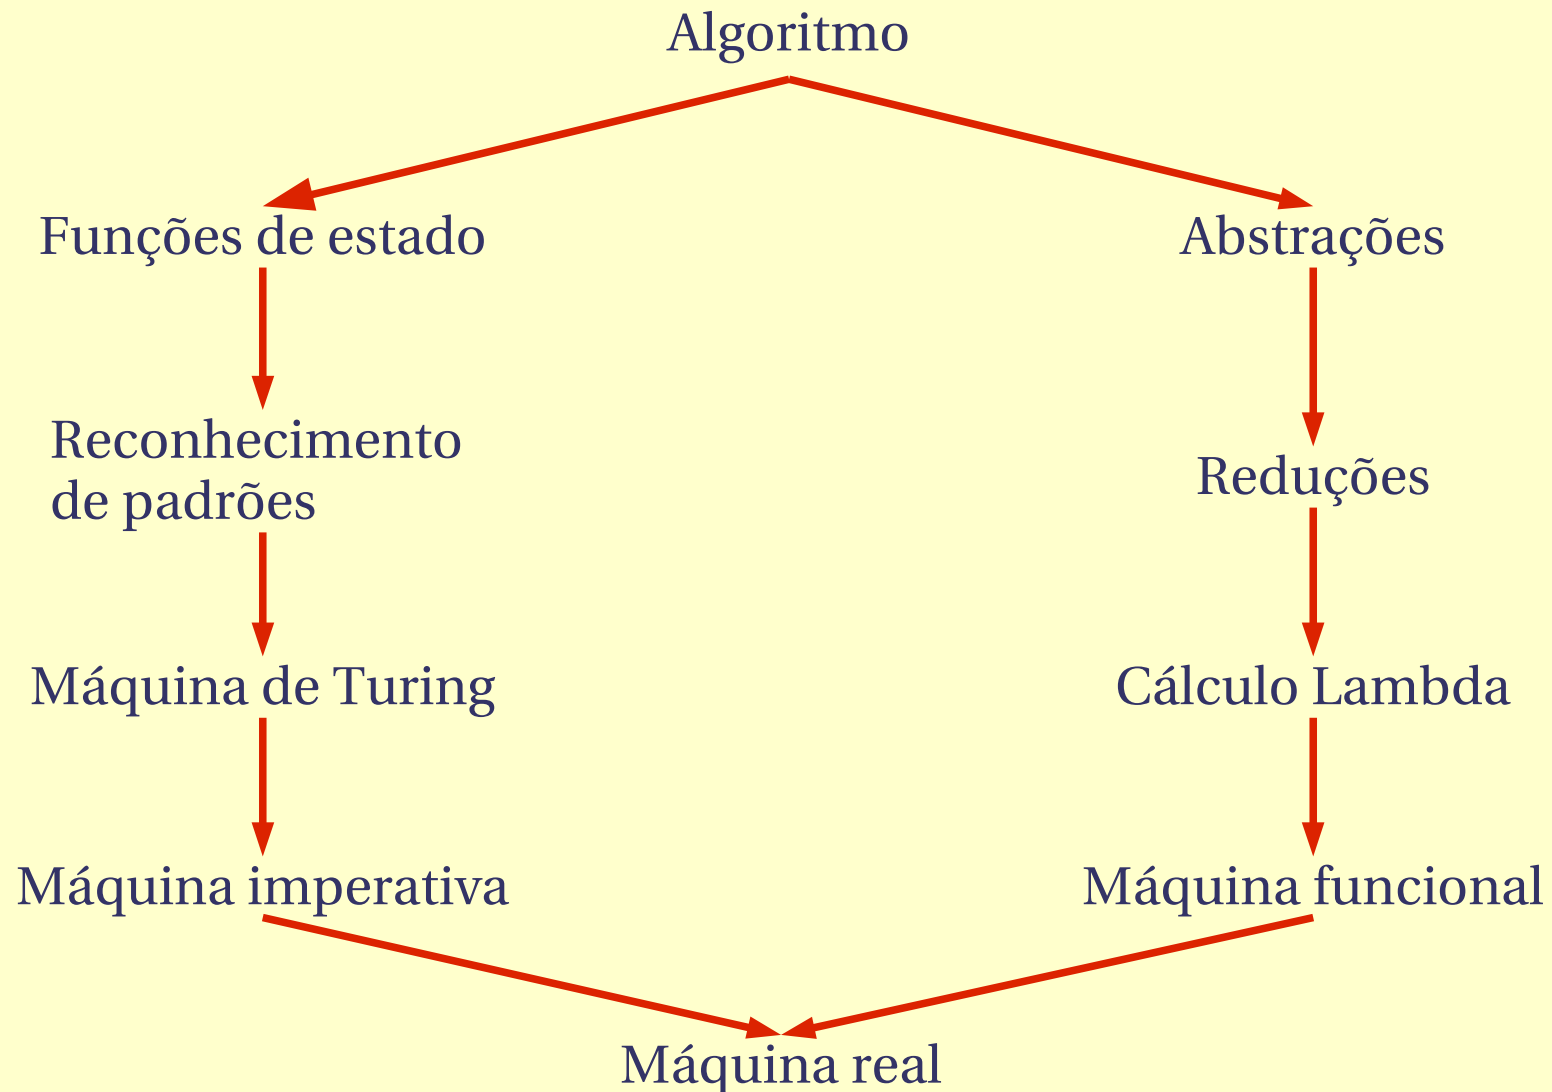 Algoritmo
Funções de estado
Abstrações
Reconhecimento
de padrões
Reduções
Máquina de Turing
Cálculo Lambda
Máquina imperativa
Máquina funcional
Máquina real